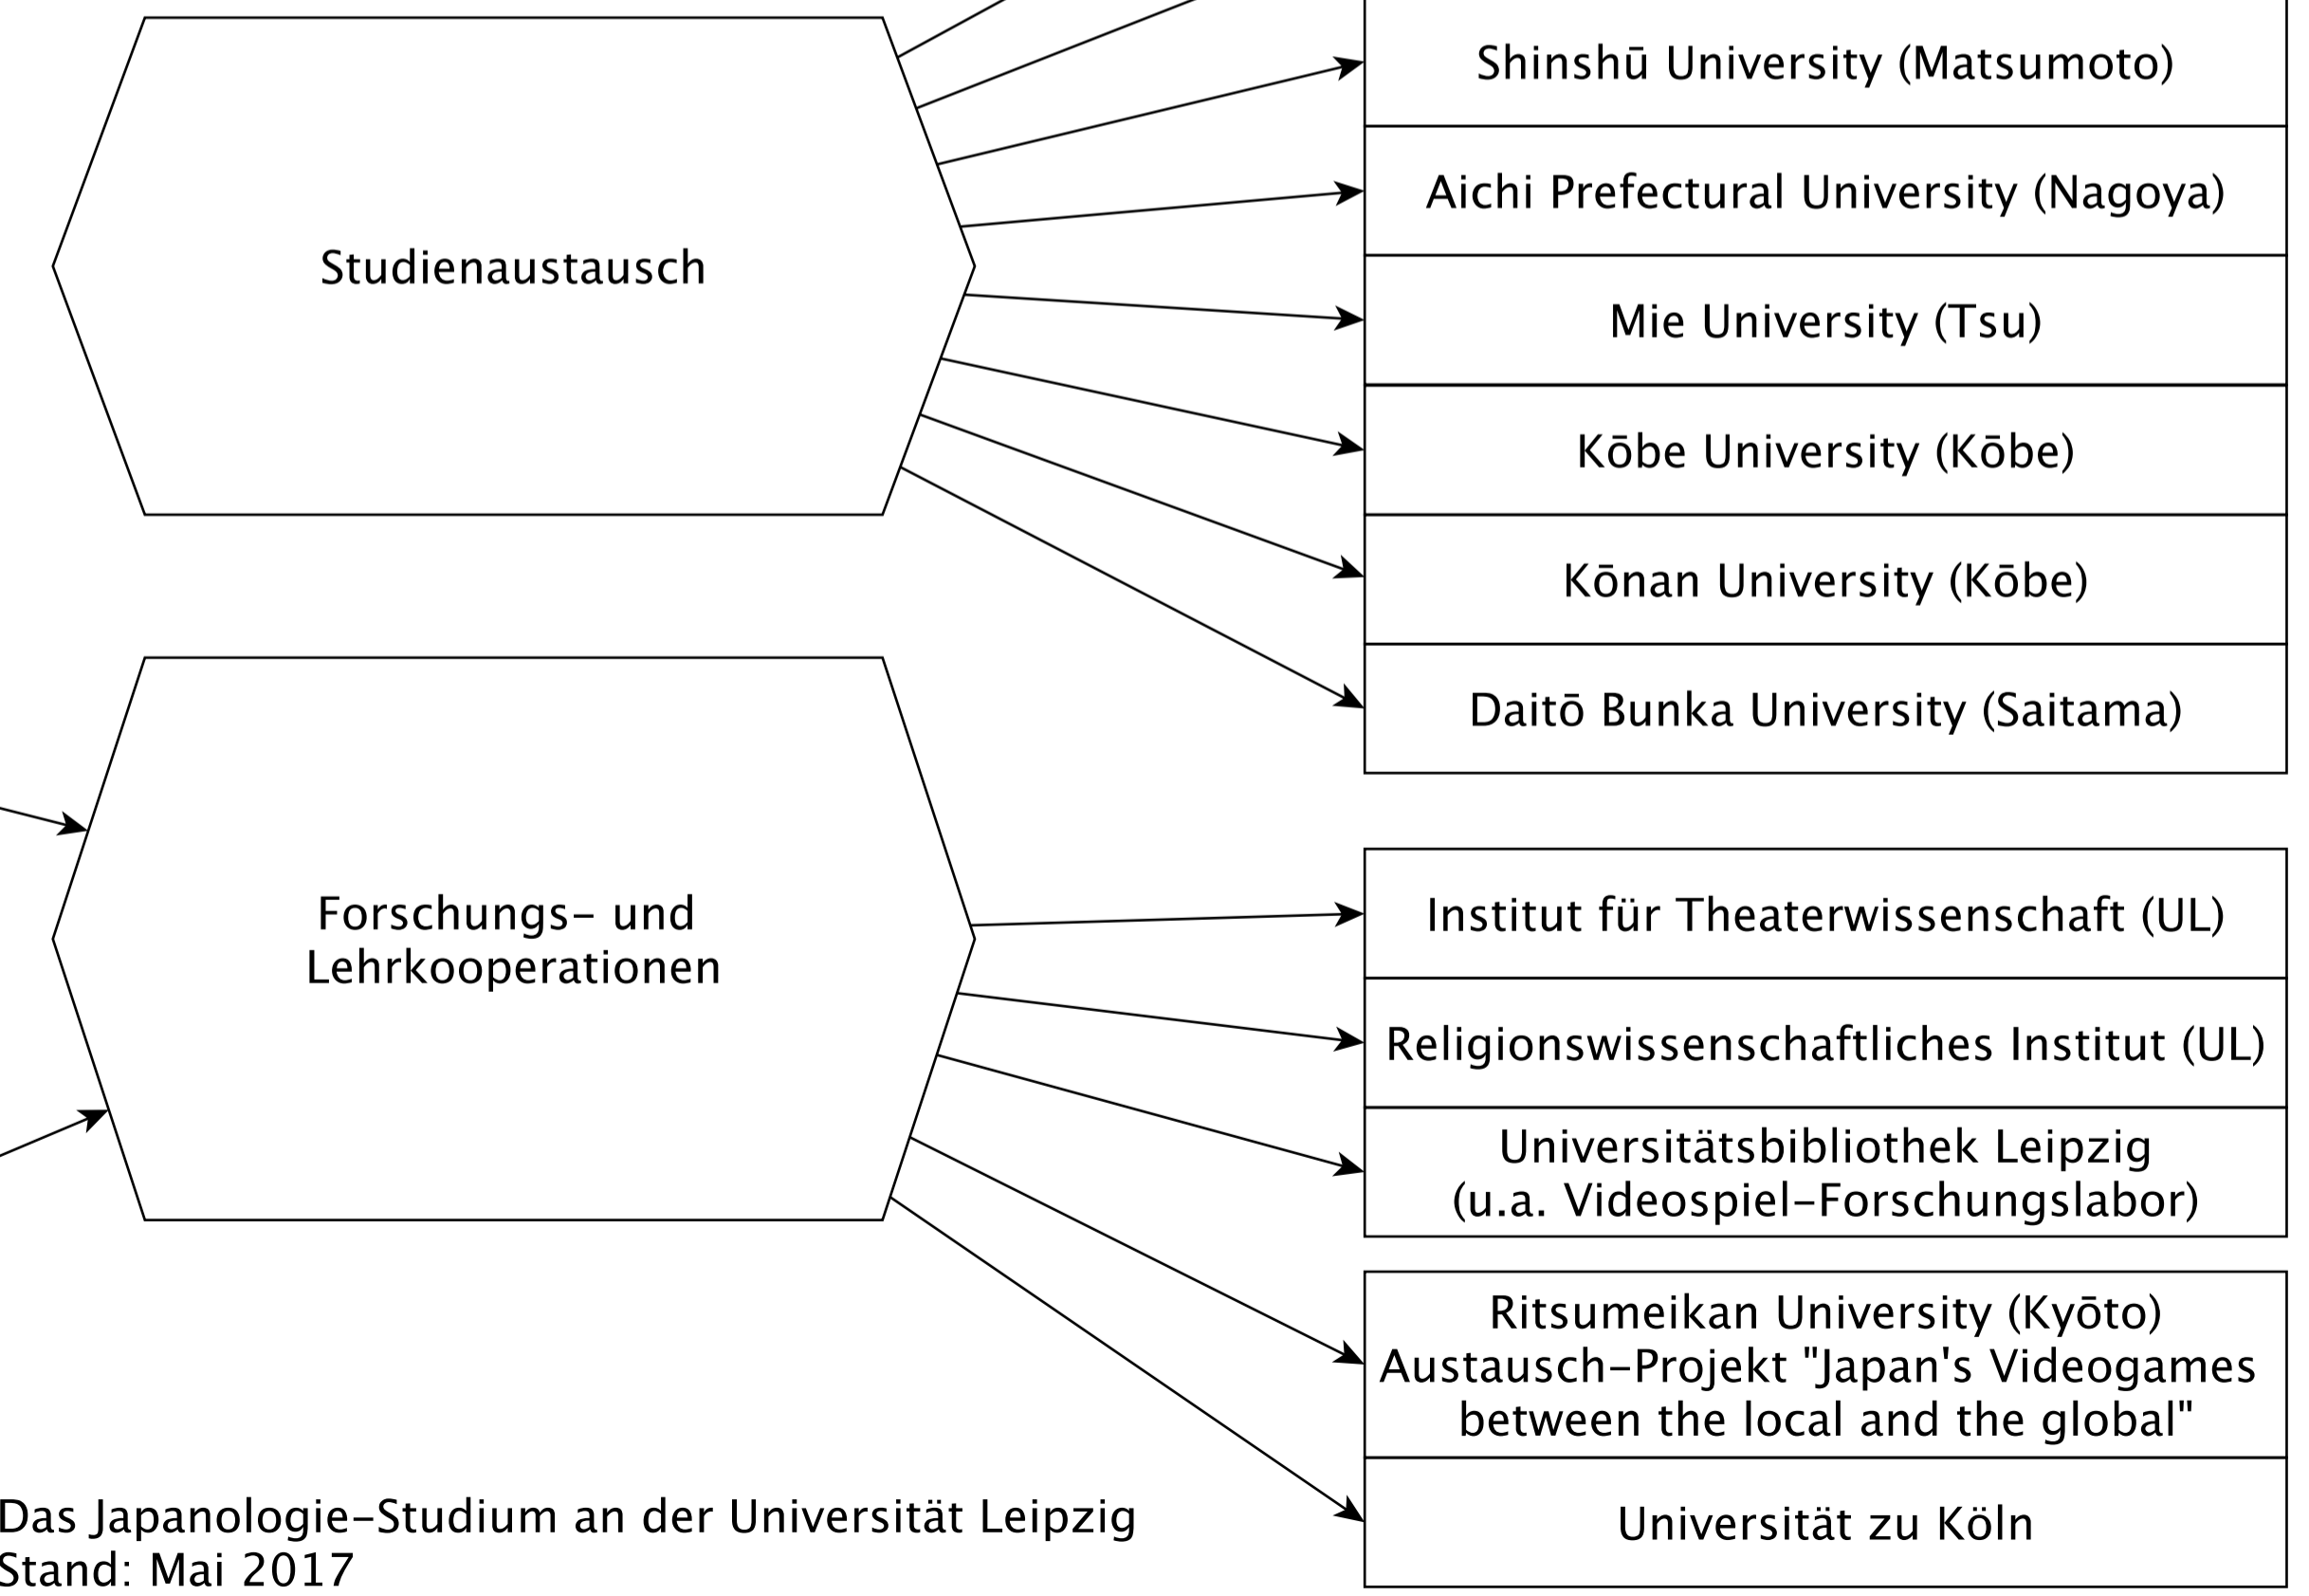 Studienaustausch
Shinshū University (Matsumoto)
Aichi Prefectural University (Nagoya)
Mie University (Tsu)
Kōbe University (Kōbe)
Kōnan University (Kōbe)
Daitō Bunka University (Saitama)
Forschungs- und
Lehrkooperationen
Institut für Theaterwissenschaft (UL)
Religionswissenschaftliches Institut (UL)
Universitätsbibliothek Leipzig
(u.a. Videospiel-Forschungslabor)
Ritsumeikan University (Kyōto)
Austausch-Projekt "Japan's Videogames
between the local and the global"
Universität zu Köln
Das Japanologie-Studium an der Universität Leipzig
Stand: Mai 2017